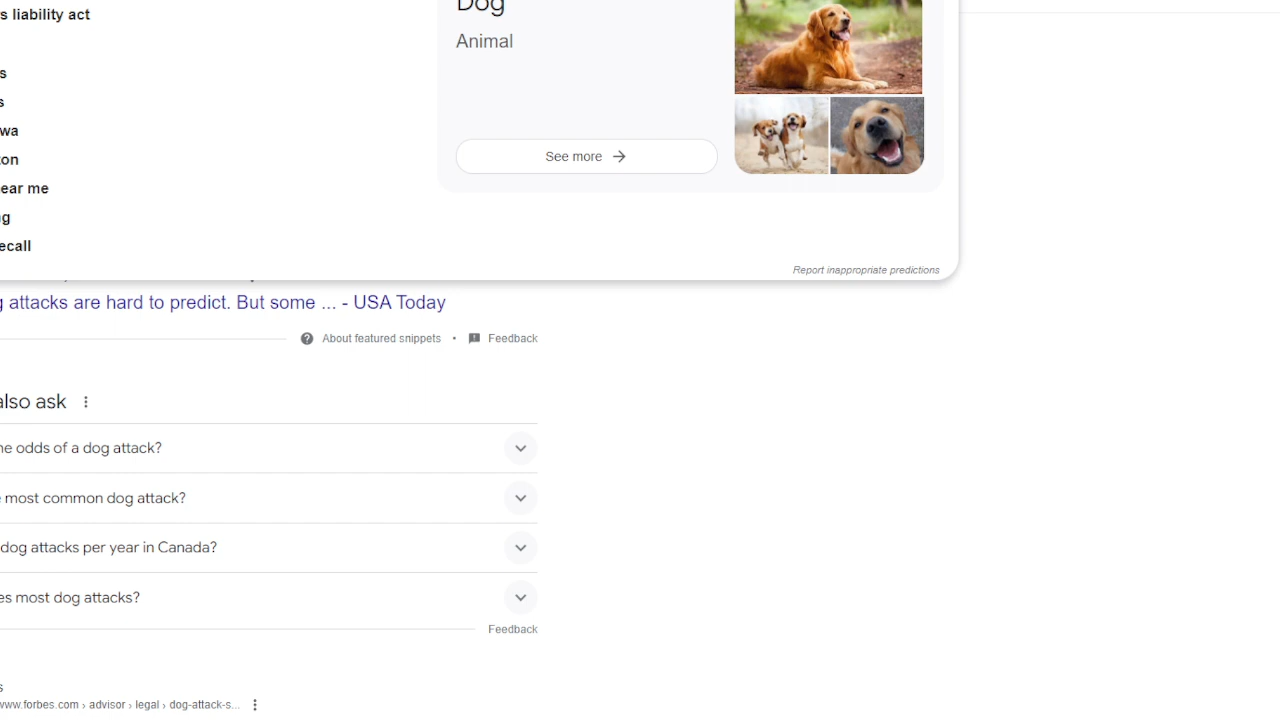 s liability act
Dog
Animal
s
s
wa
ton
See more
ear me
g
ecall
Report inappropriate predictions
g attacks are hard to predict. But some ... - USA Today
About featured snippets • Feedback
also ask
he odds of a dog attack?
e most common dog attack?
dog attacks per year in Canada?
es most dog attacks?
Feedback
s
www.forbes.com › advisor › legal › dog-attack-s...